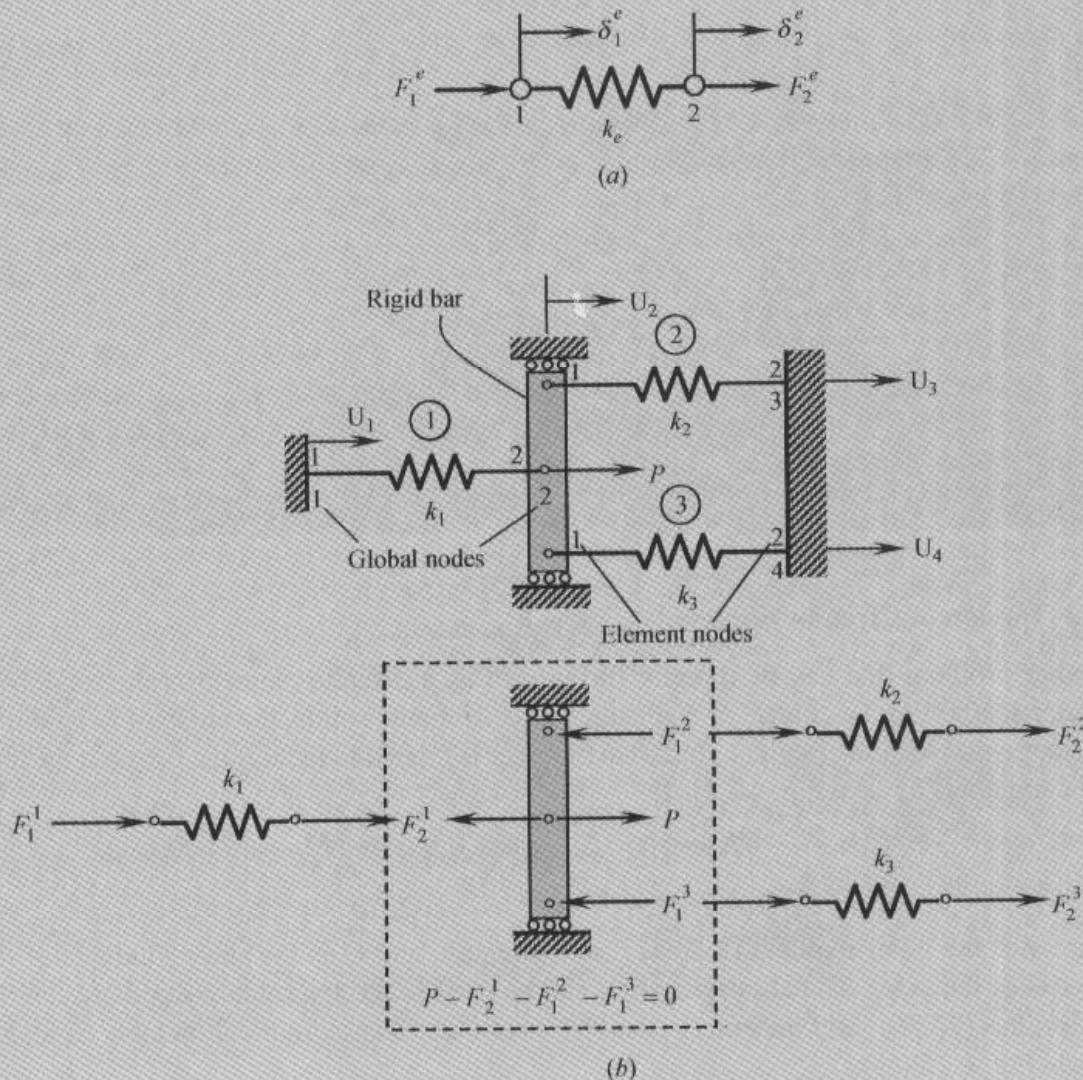 δ₁ᵉ δ₂ᵉ
F₁ᵉ F₂ᵉ
1 kₑ 2
(a)
Rigid bar U₂
2
1 2 U₃
3
U₁ 1 k₂
1 2 P
1 k₁ 2 3
Global nodes 1 2 U₄
k₃ 4
Element nodes
k₂
F₁² F₂²
k₁
F₁¹ F₂¹ P
k₃
F₁³ F₂³
P − F₂¹ − F₁² − F₁³ = 0
(b)